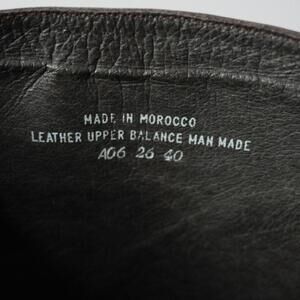 MADE IN MOROCCO
LEATHER UPPER BALANCE MAN MADE
A06 26 40